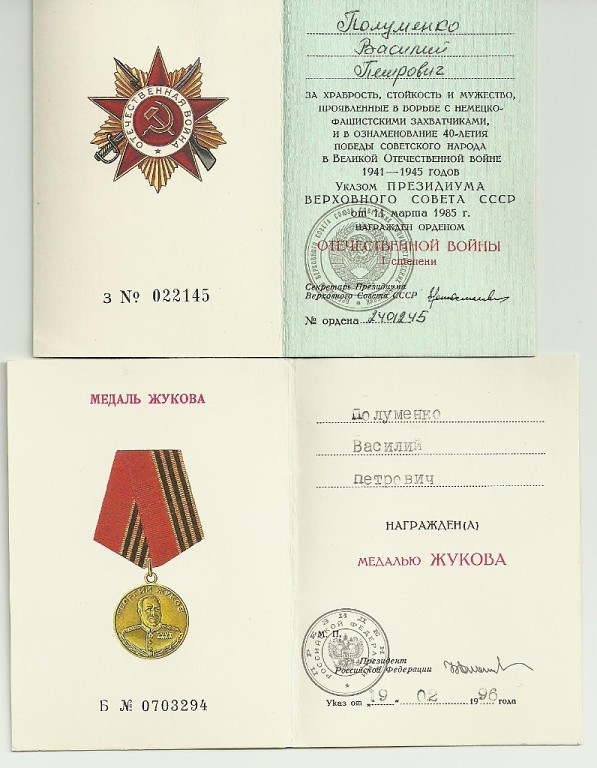 ОТЕЧЕСТВЕННАЯ ВОЙНА
З № 022145
Полуменко
Василий
Петрович
ЗА ХРАБРОСТЬ, СТОЙКОСТЬ И МУЖЕСТВО,
ПРОЯВЛЕННЫЕ В БОРЬБЕ С НЕМЕЦКО-
ФАШИСТСКИМИ ЗАХВАТЧИКАМИ,
И В ОЗНАМЕНОВАНИЕ 40-ЛЕТИЯ
ПОБЕДЫ СОВЕТСКОГО НАРОДА
В ВЕЛИКОЙ ОТЕЧЕСТВЕННОЙ ВОЙНЕ
1941—1945 ГОДОВ
УКАЗОМ ПРЕЗИДИУМА
ВЕРХОВНОГО СОВЕТА СССР
от 11 марта 1985 г.
НАГРАЖДЕН ОРДЕНОМ
ОТЕЧЕСТВЕННОЙ ВОЙНЫ
I степени
Секретарь Президиума
Верховного Совета СССР
№ ордена 2401245
МЕДАЛЬ ЖУКОВА
ГЕОРГИЙ ЖУКОВ
Б № 0703294
Полуменко
Василий
Петрович
НАГРАЖДЕН(А)
МЕДАЛЬЮ ЖУКОВА
ПРЕЗИДЕНТ
РОССИЙСКОЙ ФЕДЕРАЦИИ
М. П.
Президент
Российской Федерации
Указ от „19“ 02 1996 года